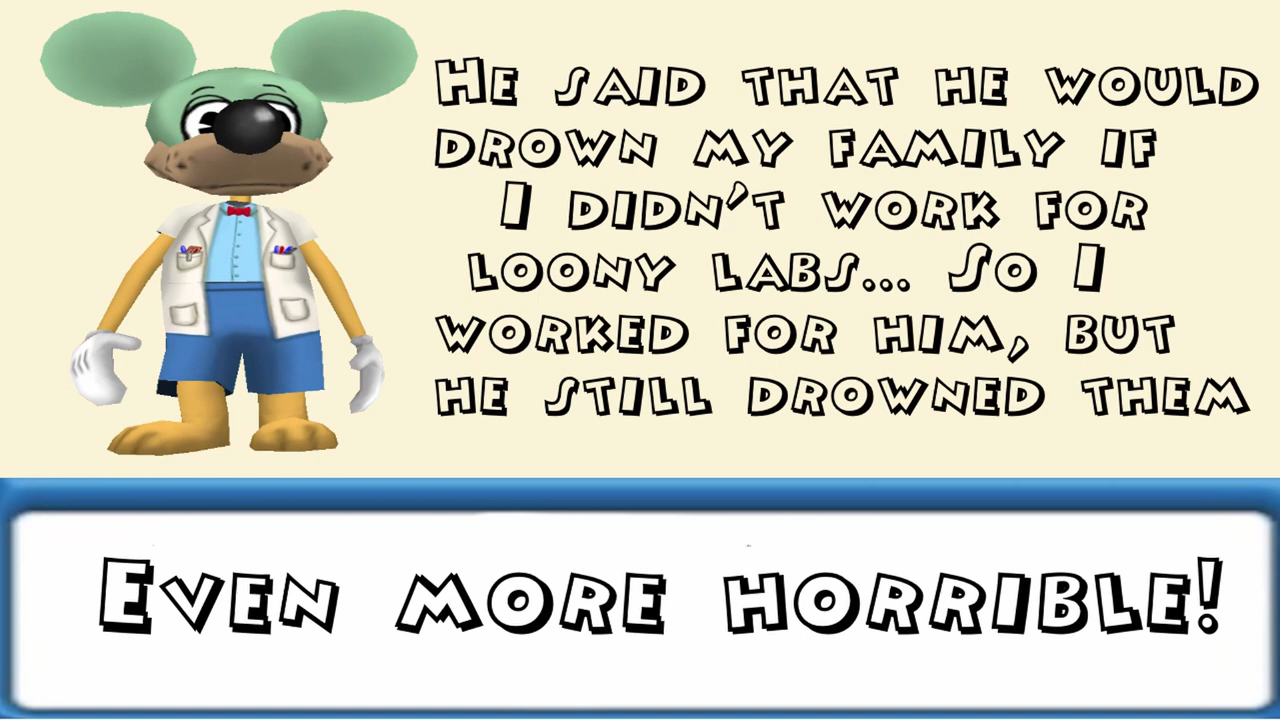 He said that he would
drown my family if
I didn't work for
loony labs... So I
worked for him, but
he still drowned them
Even more horrible!